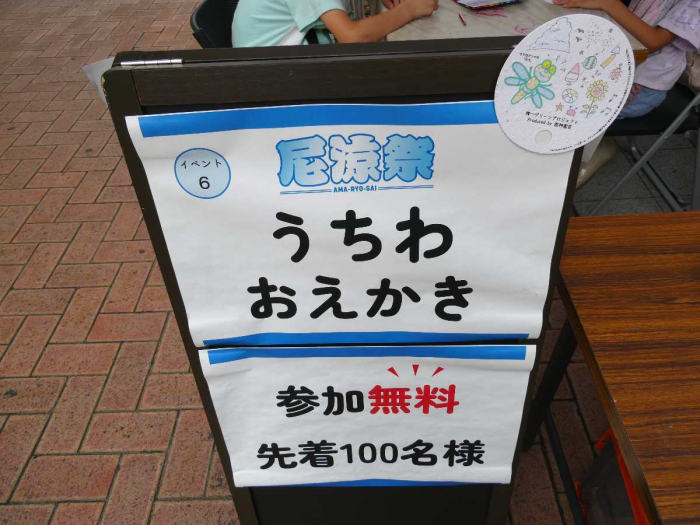 イベント
6
尼涼祭
AMA-RYO-SAI
うちわ
おえかき
参加無料
先着100名様